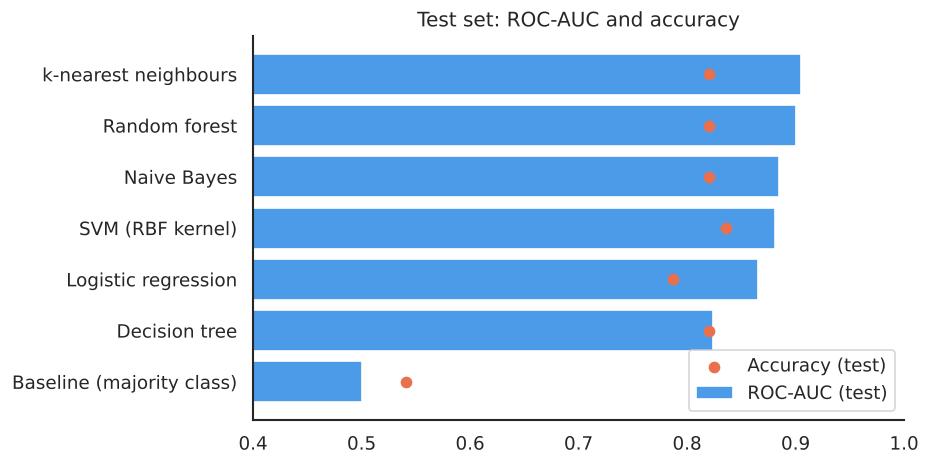 Test set: ROC-AUC and accuracy
k-nearest neighbours
Random forest
Naive Bayes
SVM (RBF kernel)
Logistic regression
Decision tree
Baseline (majority class)
Accuracy (test)
ROC-AUC (test)
0.4 0.5 0.6 0.7 0.8 0.9 1.0